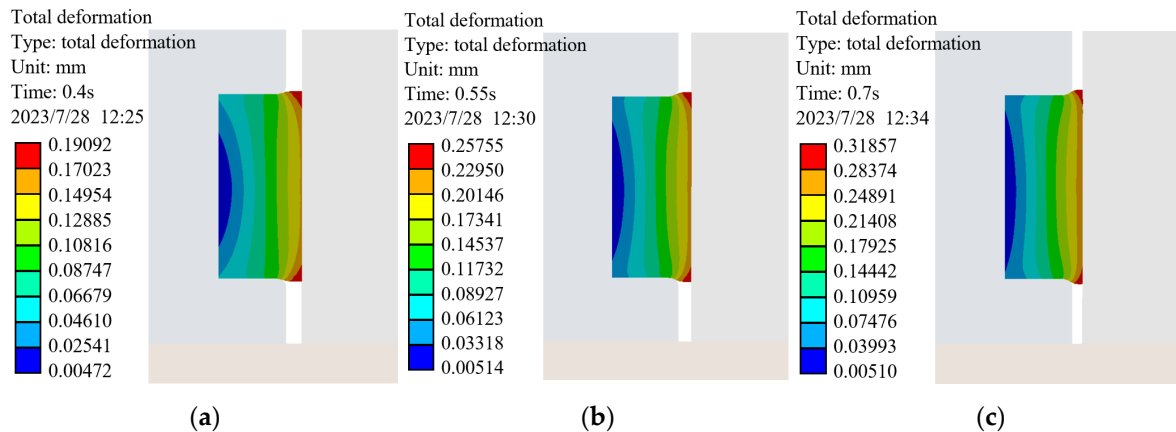 Total deformation
Type: total deformation
Unit: mm
Time: 0.4s
2023/7/28 12:25
0.19092
0.17023
0.14954
0.12885
0.10816
0.08747
0.06679
0.04610
0.02541
0.00472
(a)
Total deformation
Type: total deformation
Unit: mm
Time: 0.55s
2023/7/28 12:30
0.25755
0.22950
0.20146
0.17341
0.14537
0.11732
0.08927
0.06123
0.03318
0.00514
(b)
Total deformation
Type: total deformation
Unit: mm
Time: 0.7s
2023/7/28 12:34
0.31857
0.28374
0.24891
0.21408
0.17925
0.14442
0.10959
0.07476
0.03993
0.00510
(c)